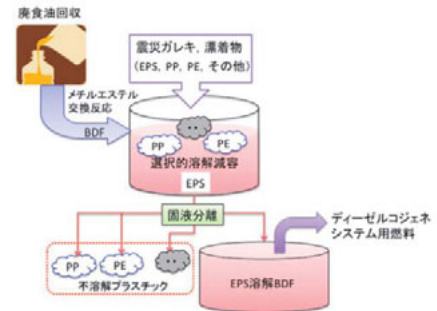 廃食油回収
震災ガレキ, 漂着物
(EPS, PP, PE, その他)
メチルエステル
交換反応
BDF
PP
PE
選択的溶解減容
EPS
固液分離
ディーゼルコジェネ
システム用燃料
PP
PE
不溶解プラスチック
EPS溶解BDF